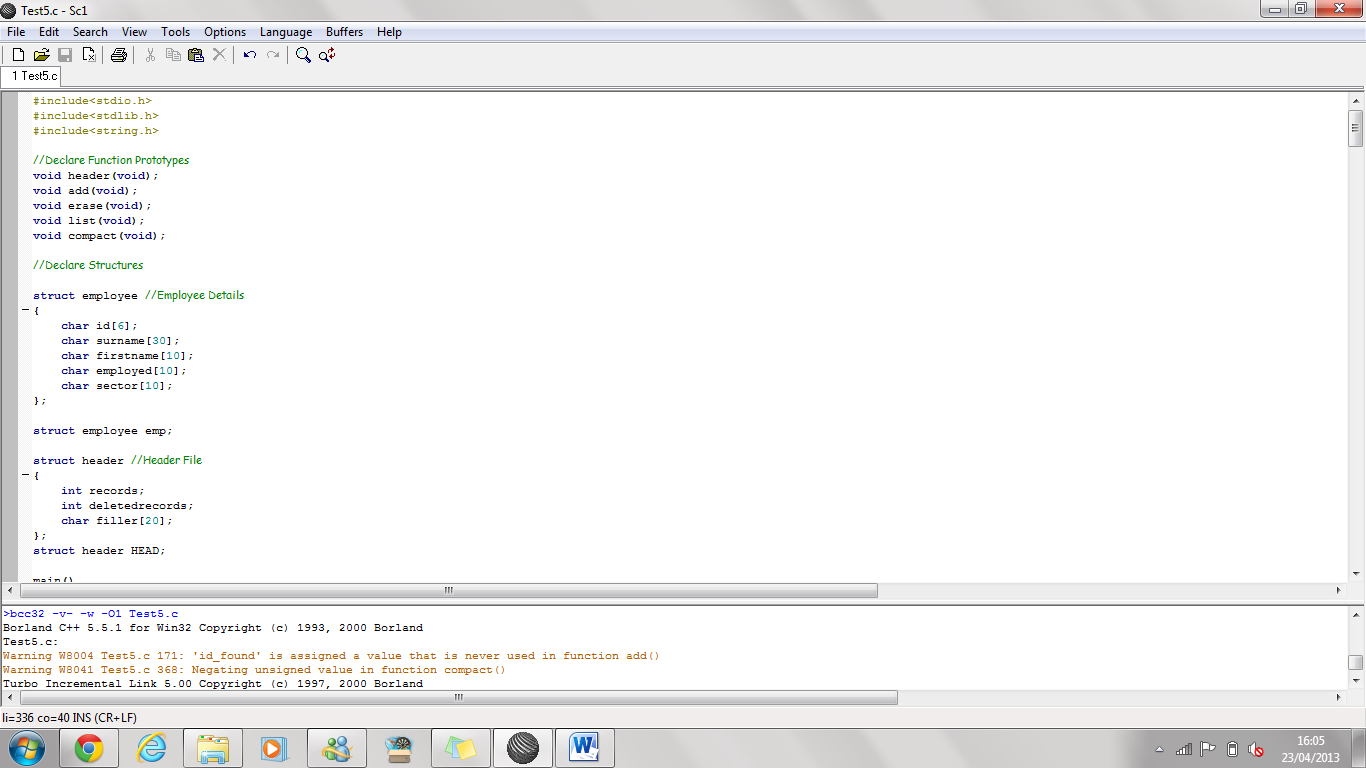 Test5.c - Sc1
File Edit Search View Tools Options Language Buffers Help
1 Test5.c
#include<stdio.h>
#include<stdlib.h>
#include<string.h>
//Declare Function Prototypes
void header(void);
void add(void);
void erase(void);
void list(void);
void compact(void);
//Declare Structures
struct employee //Employee Details
{
char id[6];
char surname[30];
char firstname[10];
char employed[10];
char sector[10];
};
struct employee emp;
struct header //Header File
{
int records;
int deletedrecords;
char filler[20];
};
struct header HEAD;
main()
>bcc32 -v- -w -O1 Test5.c
Borland C++ 5.5.1 for Win32 Copyright (c) 1993, 2000 Borland
Test5.c:
Warning W8004 Test5.c 171: 'id_found' is assigned a value that is never used in function add()
Warning W8041 Test5.c 368: Negating unsigned value in function compact()
Turbo Incremental Link 5.00 Copyright (c) 1997, 2000 Borland
li=336 co=40 INS (CR+LF)
16:05
23/04/2013